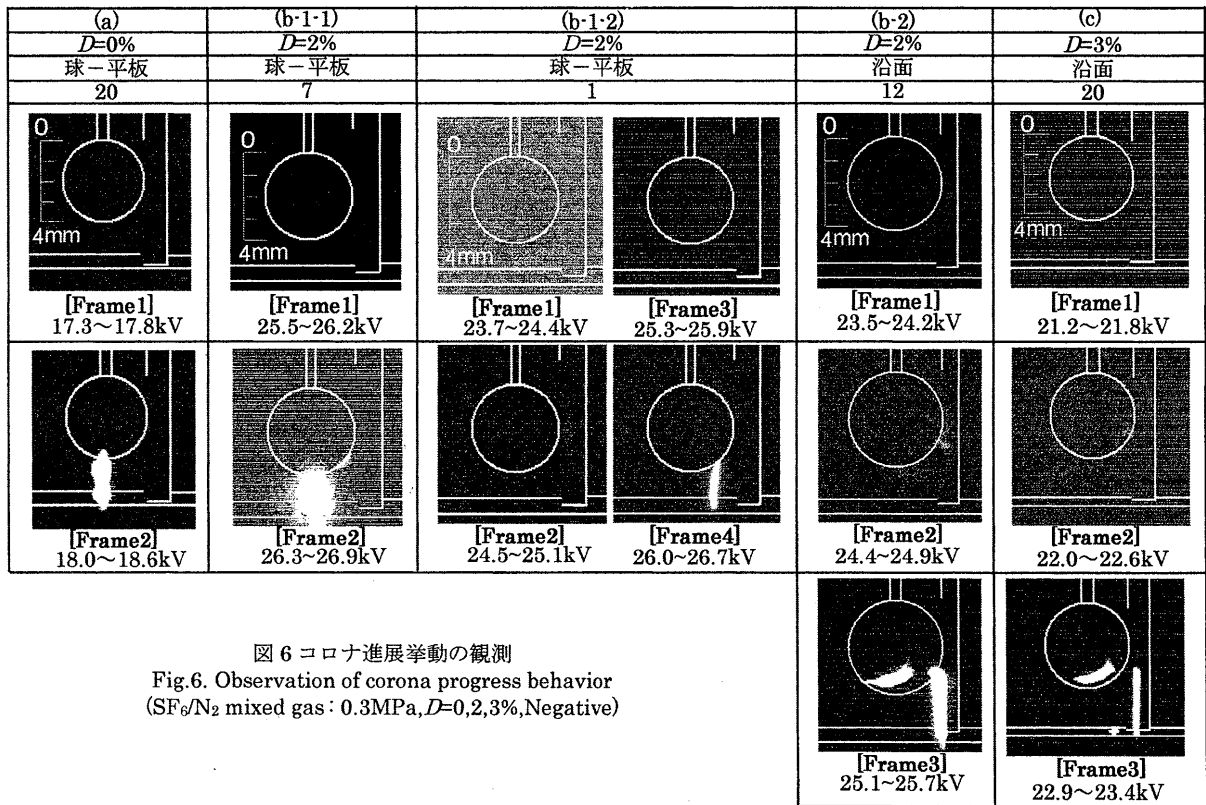 (a) (b-1-1) (b-1-2) (b-2) (c)
D=0% D=2% D=2% D=2% D=3%
球－平板 球－平板 球－平板 沿面 沿面
20 7 1 12 20
0 0 0 0
4mm 4mm 4mm 4mm 4mm
[Frame1] [Frame1] [Frame1] [Frame3] [Frame1] [Frame1]
17.3～17.8kV 25.5～26.2kV 23.7~24.4kV 25.3~25.9kV 23.5~24.2kV 21.2~21.8kV
[Frame2] [Frame2] [Frame2] [Frame4] [Frame2] [Frame2]
18.0～18.6kV 26.3~26.9kV 24.5~25.1kV 26.0~26.7kV 24.4~24.9kV 22.0～22.6kV
図 6 コロナ進展挙動の観測
Fig.6. Observation of corona progress behavior
(SF₆/N₂ mixed gas : 0.3MPa,D=0,2,3%,Negative)
[Frame3] [Frame3]
25.1~25.7kV 22.9～23.4kV